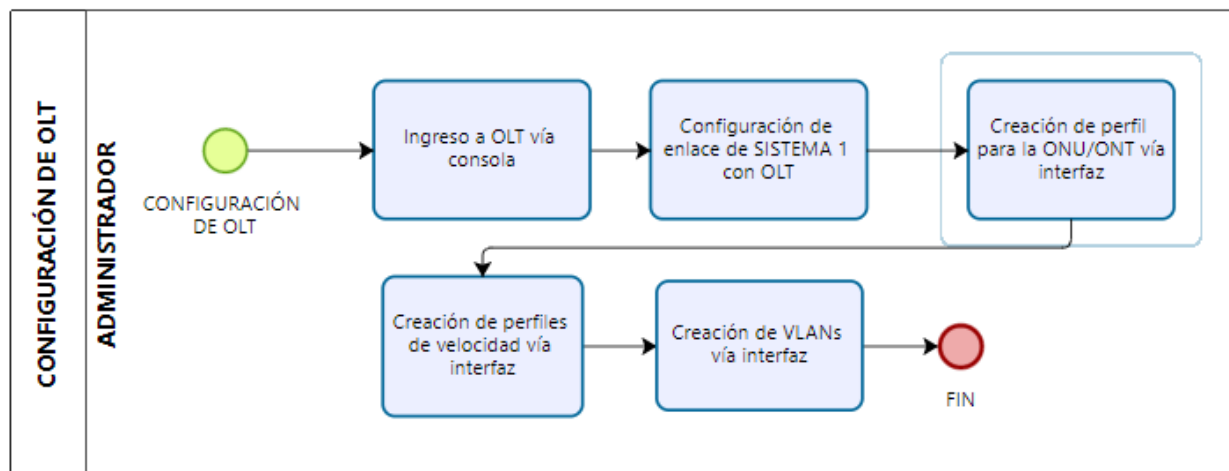 CONFIGURACIÓN DE OLT
ADMINISTRADOR
CONFIGURACIÓN
DE OLT
Ingreso a OLT vía
consola
Configuración de
enlace de SISTEMA 1
con OLT
Creación de perfil
para la ONU/ONT vía
interfaz
Creación de perfiles
de velocidad vía
interfaz
Creación de VLANs
vía interfaz
FIN